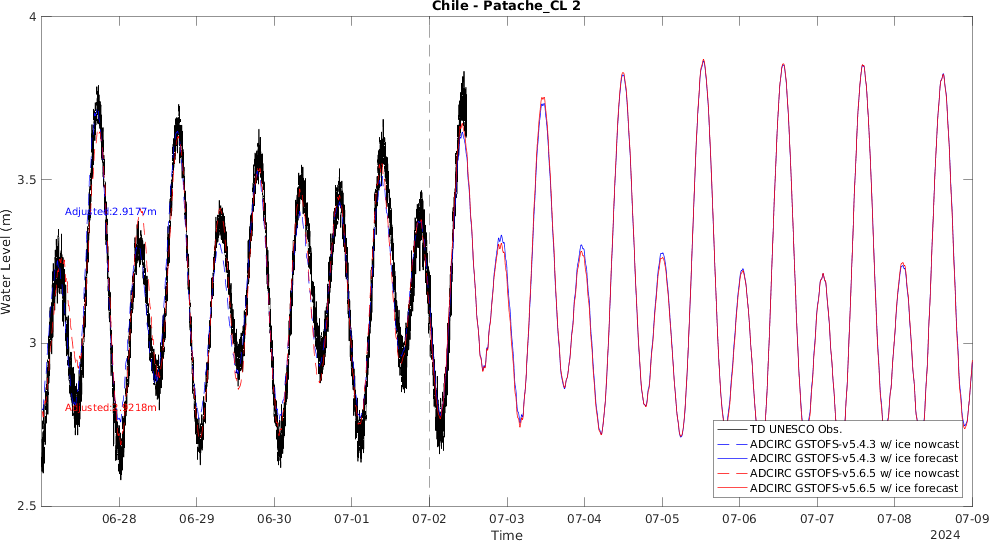 Chile - Patache_CL 2
4
3.5
3
2.5
Water Level (m)
Adjusted:2.9177m
Adjusted:2.9218m
TD UNESCO Obs.
ADCIRC GSTOFS-v5.4.3 w/ ice nowcast
ADCIRC GSTOFS-v5.4.3 w/ ice forecast
ADCIRC GSTOFS-v5.6.5 w/ ice nowcast
ADCIRC GSTOFS-v5.6.5 w/ ice forecast
06-28 06-29 06-30 07-01 07-02 07-03 07-04 07-05 07-06 07-07 07-08 07-09
Time
2024